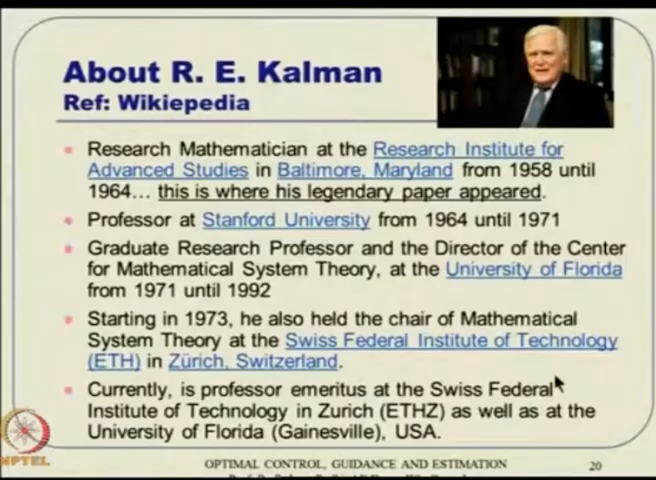 About R. E. Kalman
Ref: Wikiepedia
Research Mathematician at the Research Institute for
Advanced Studies in Baltimore, Maryland from 1958 until
1964… this is where his legendary paper appeared.
Professor at Stanford University from 1964 until 1971
Graduate Research Professor and the Director of the Center
for Mathematical System Theory, at the University of Florida
from 1971 until 1992
Starting in 1973, he also held the chair of Mathematical
System Theory at the Swiss Federal Institute of Technology
(ETH) in Zürich, Switzerland.
Currently, is professor emeritus at the Swiss Federal
Institute of Technology in Zurich (ETHZ) as well as at the
University of Florida (Gainesville), USA.
NPTEL
OPTIMAL CONTROL, GUIDANCE AND ESTIMATION
20